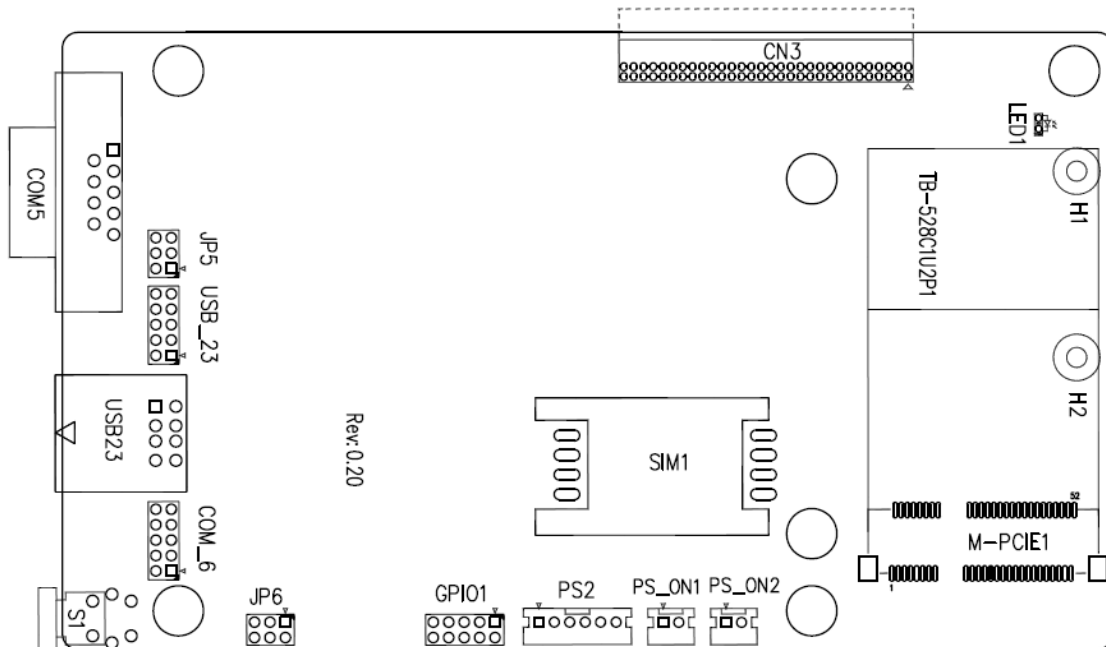 CN3
LED1
COM5
TB-528C1U2P1
H1
JP5
USB_23
H2
USB23
Rev:0.20
SIM1
52
COM_6
M-PCIE1
1
S1
JP6
GPIO1
PS2
PS_ON1
PS_ON2